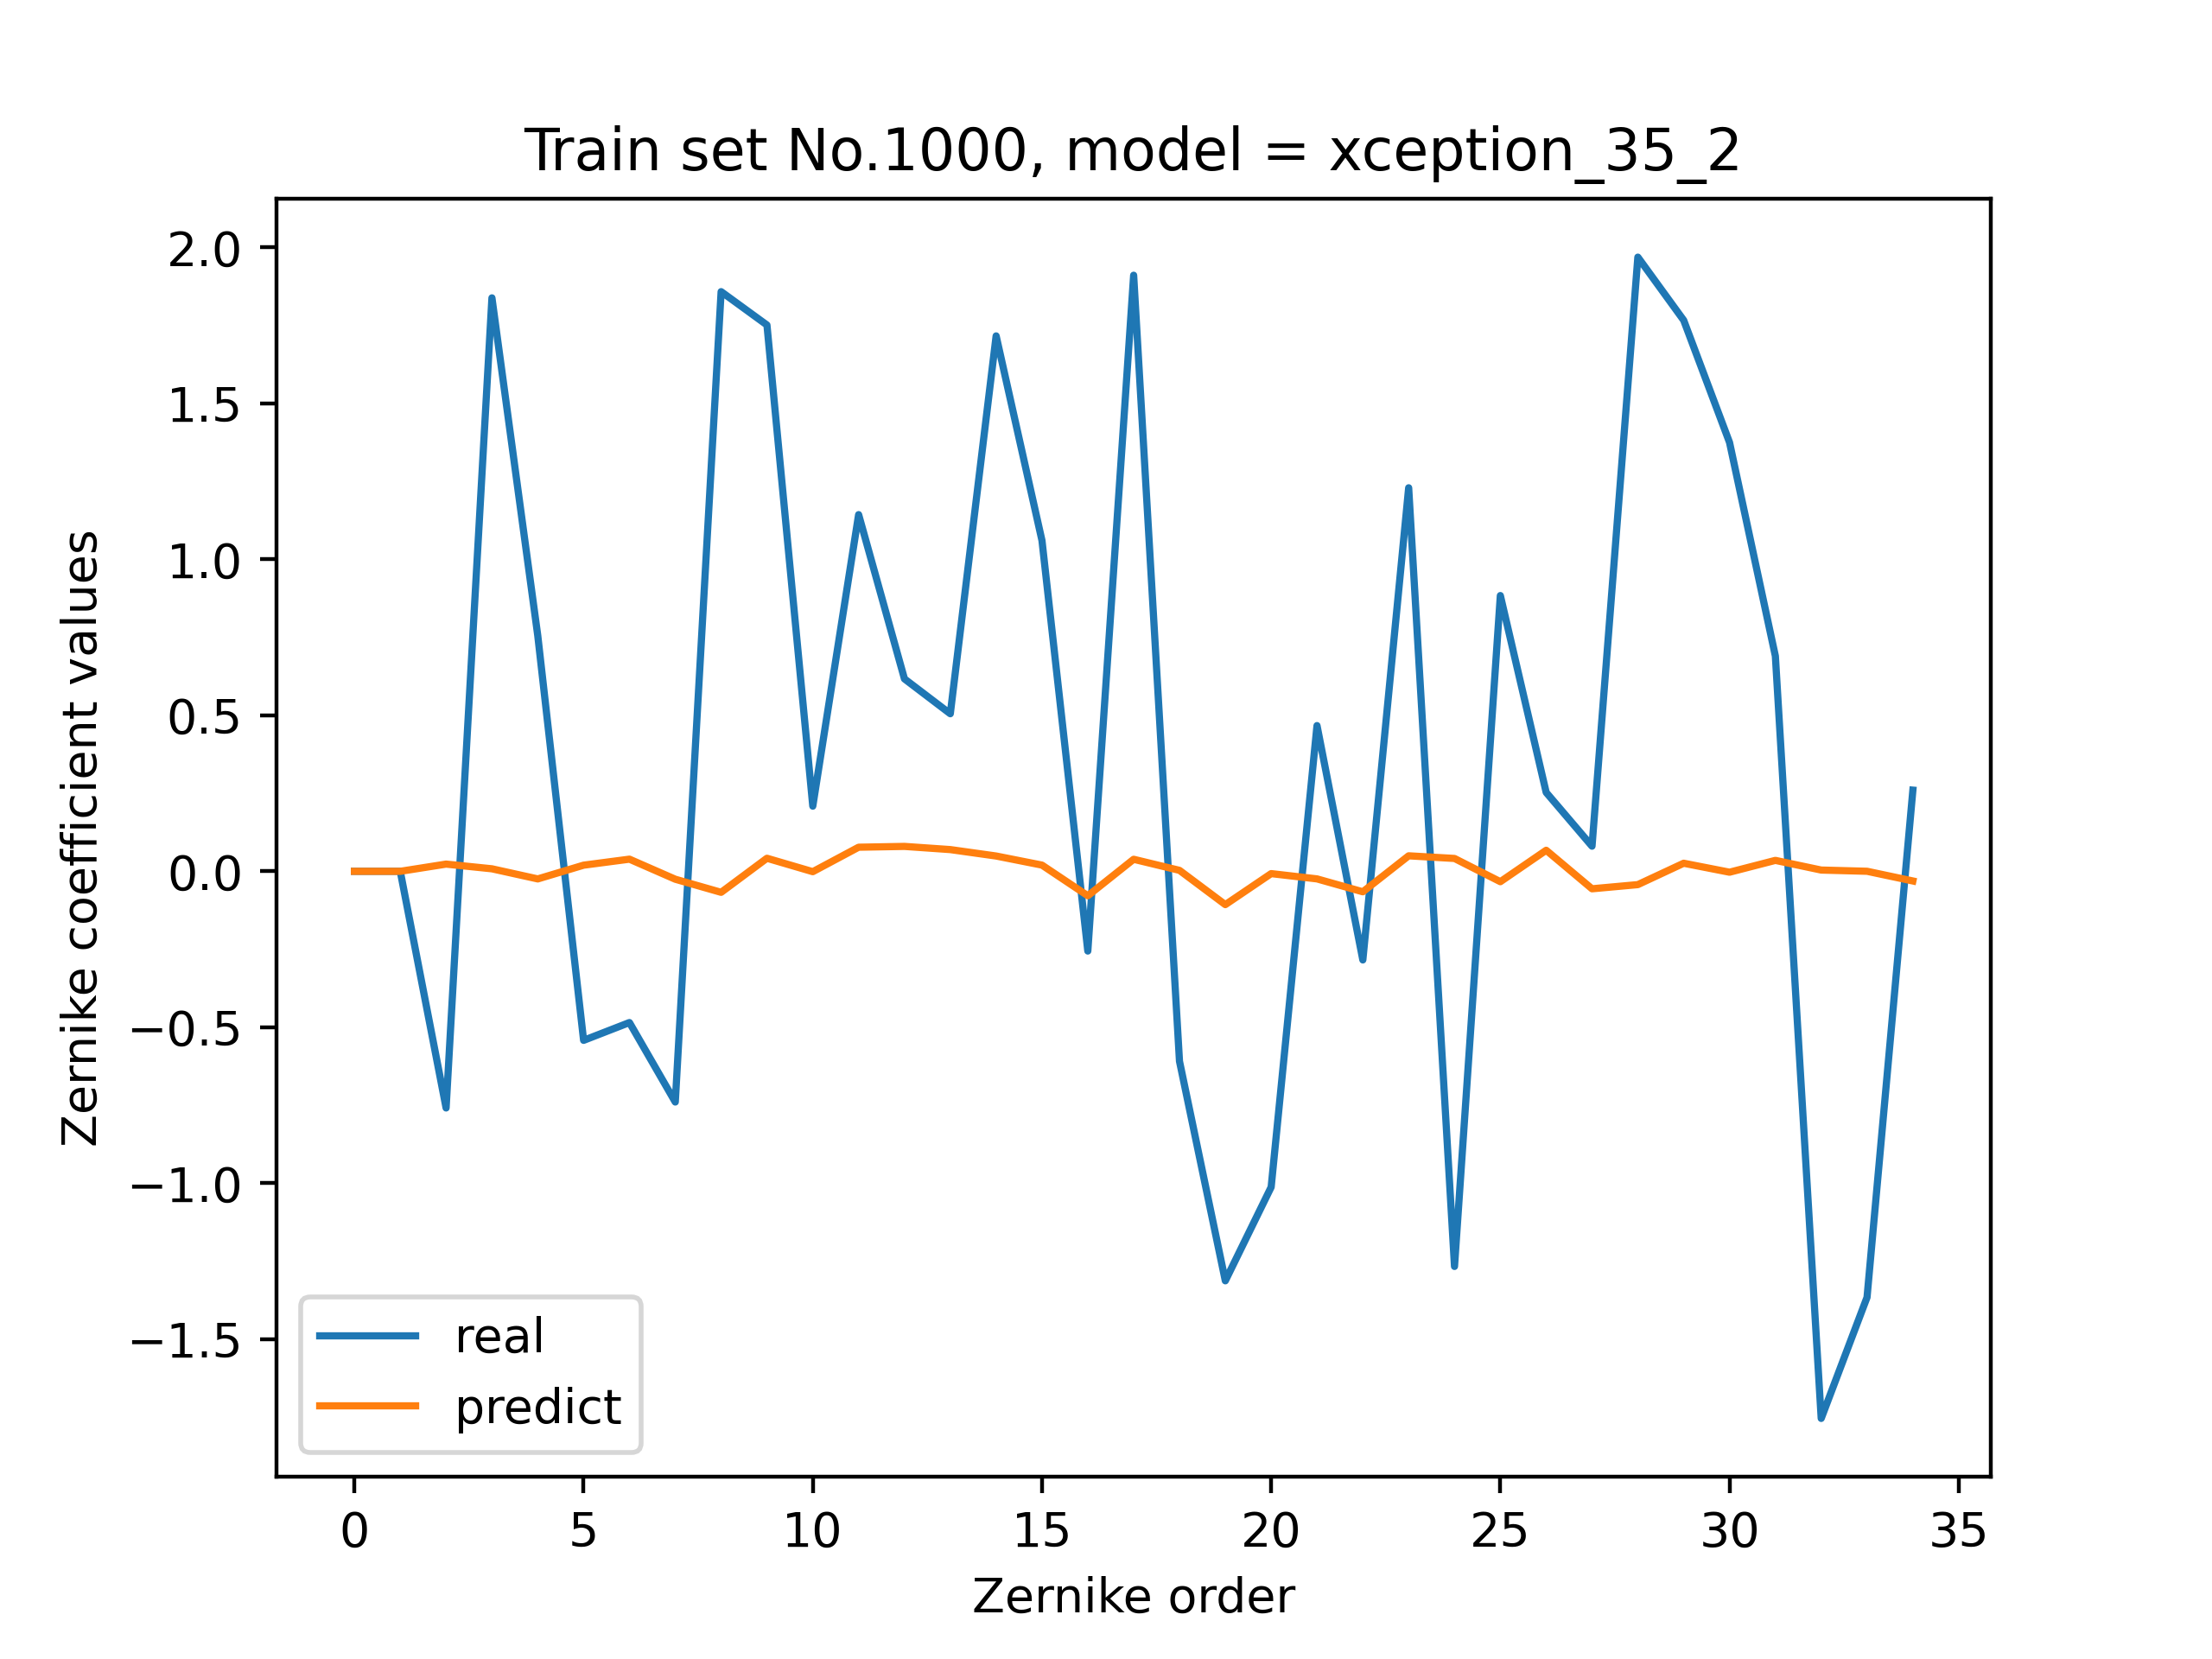 Train set No.1000, model = xception_35_2
Zernike coefficient values
2.0
1.5
1.0
0.5
0.0
−0.5
−1.0
−1.5
real
predict
0 5 10 15 20 25 30 35
Zernike order